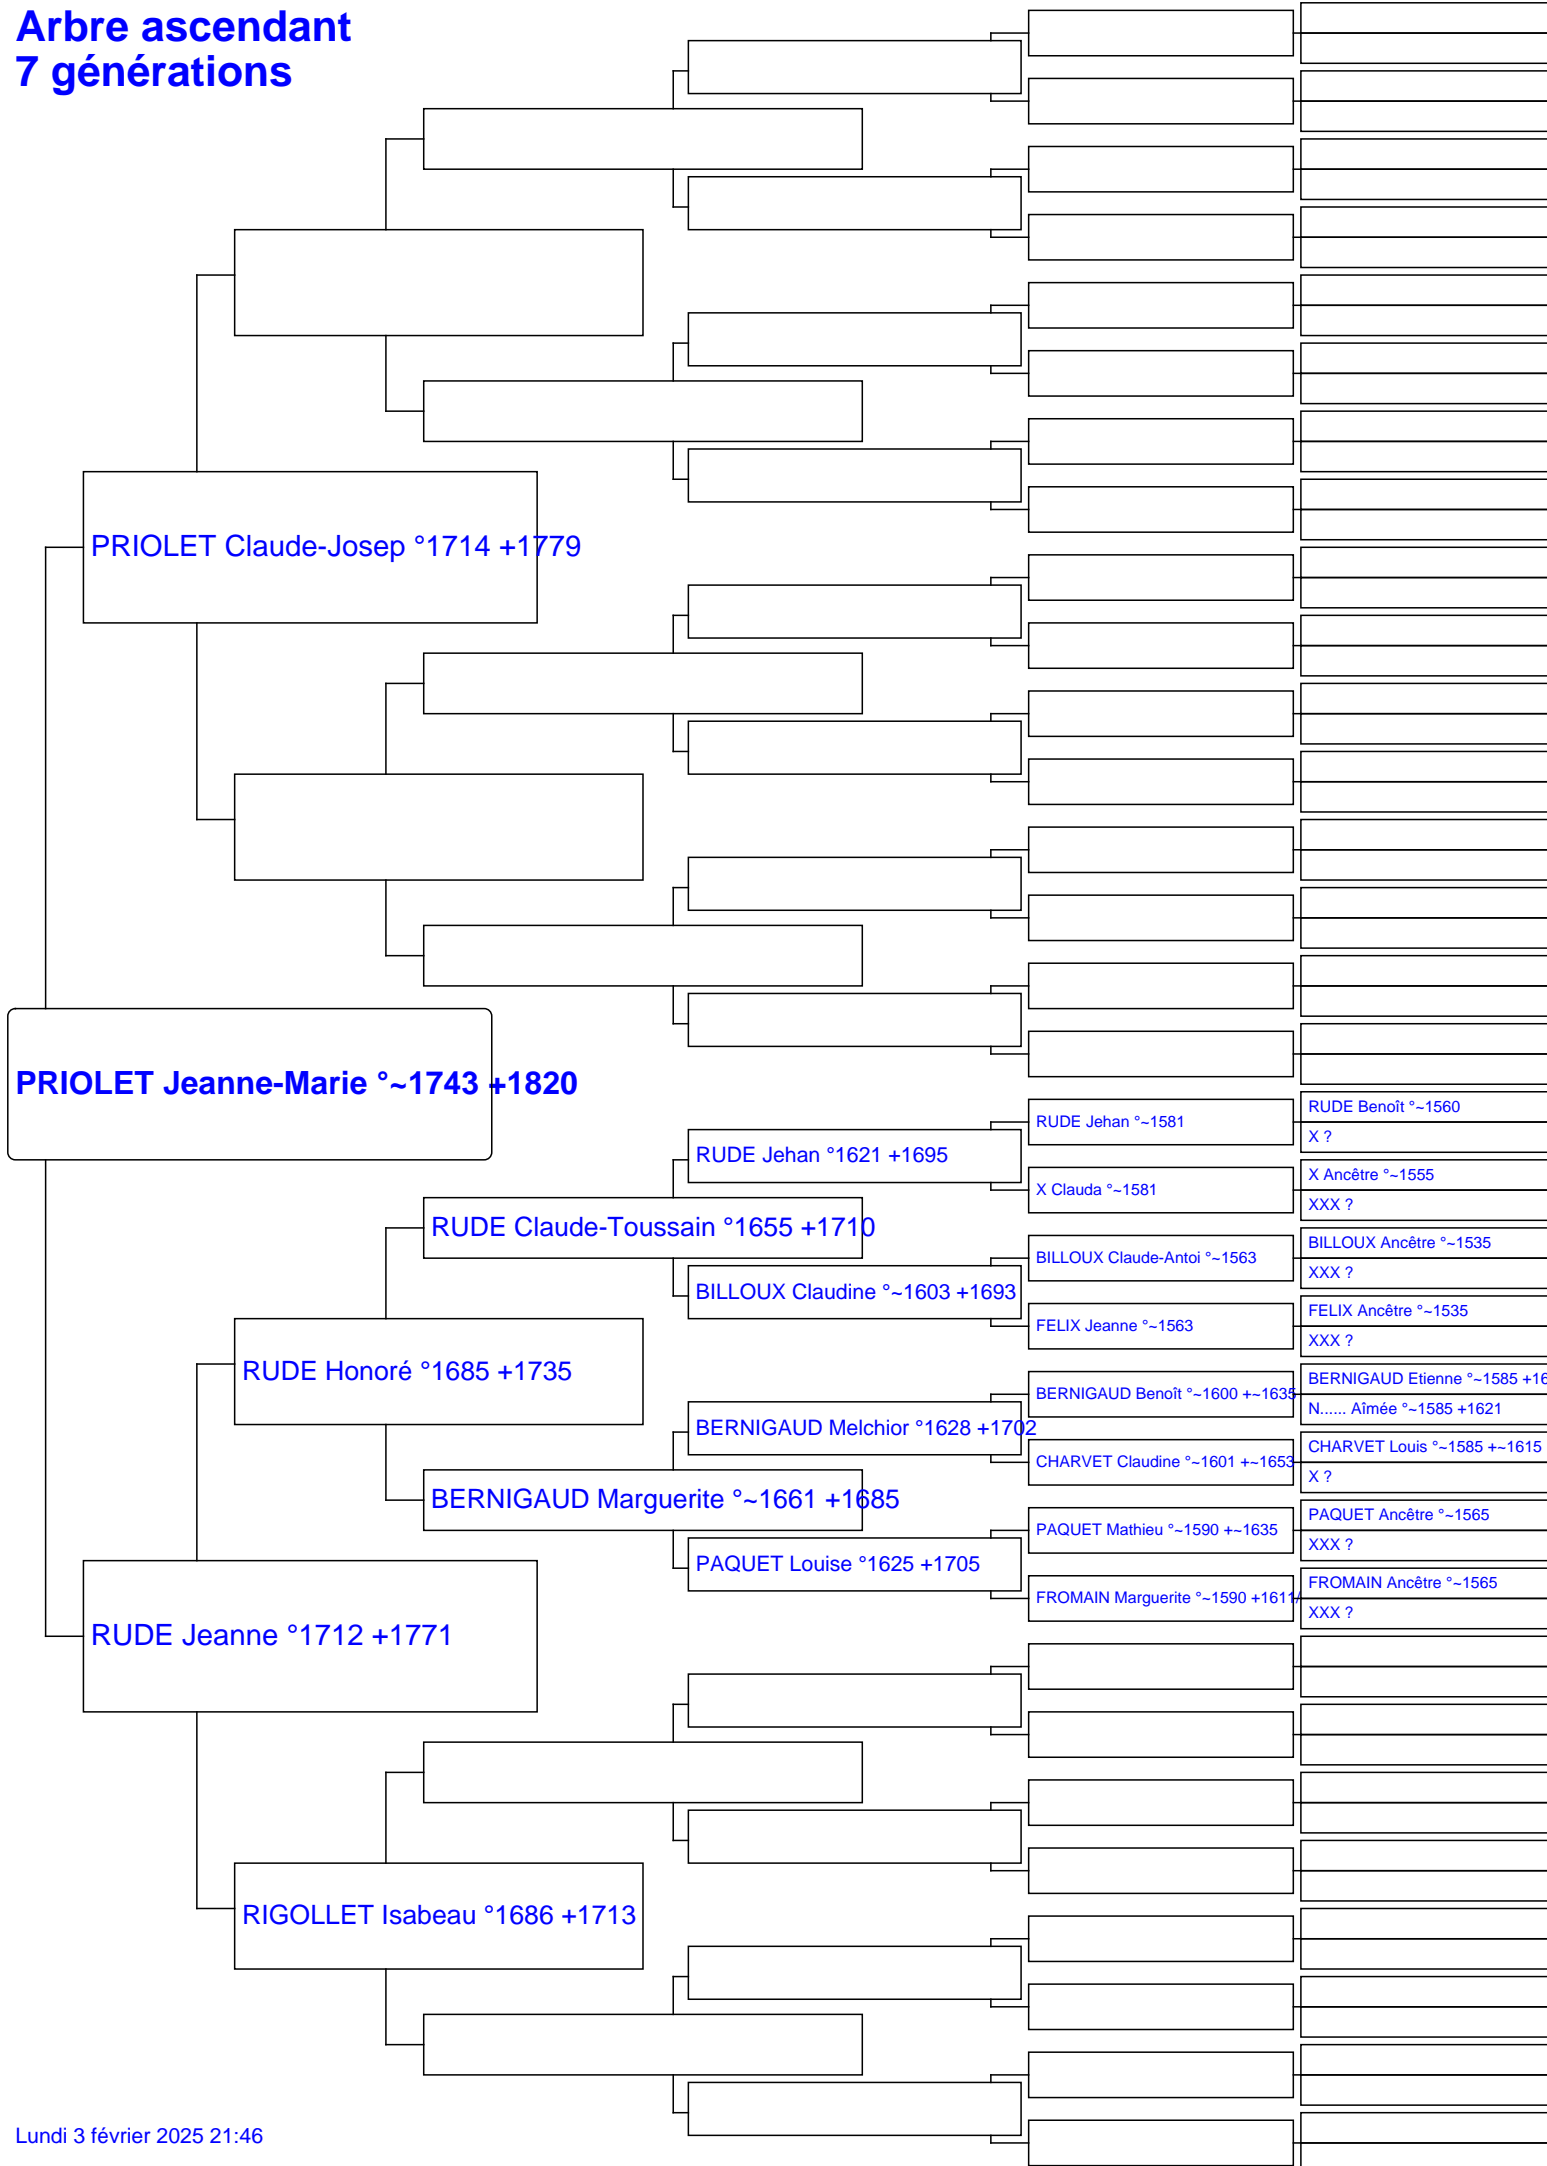 Arbre ascendant
7 générations
PRIOLET Claude-Josep °1714 +1779
PRIOLET Jeanne-Marie °~1743 +1820
RUDE Benoît °~1560
RUDE Jehan °~1581
X ?
RUDE Jehan °1621 +1695
X Ancêtre °~1555
X Clauda °~1581
XXX ?
RUDE Claude-Toussain °1655 +1710
BILLOUX Ancêtre °~1535
BILLOUX Claude-Antoi °~1563
XXX ?
BILLOUX Claudine °~1603 +1693
FELIX Ancêtre °~1535
FELIX Jeanne °~1563
XXX ?
RUDE Honoré °1685 +1735
BERNIGAUD Etienne °~1585 +16
BERNIGAUD Benoît °~1600 +~1635
N...... Aîmée °~1585 +1621
BERNIGAUD Melchior °1628 +1702
CHARVET Louis °~1585 +~1615
CHARVET Claudine °~1601 +~1653
X ?
BERNIGAUD Marguerite °~1661 +1685
PAQUET Ancêtre °~1565
PAQUET Mathieu °~1590 +~1635
XXX ?
PAQUET Louise °1625 +1705
FROMAIN Ancêtre °~1565
FROMAIN Marguerite °~1590 +1611/
XXX ?
RUDE Jeanne °1712 +1771
RIGOLLET Isabeau °1686 +1713
Lundi 3 février 2025 21:46